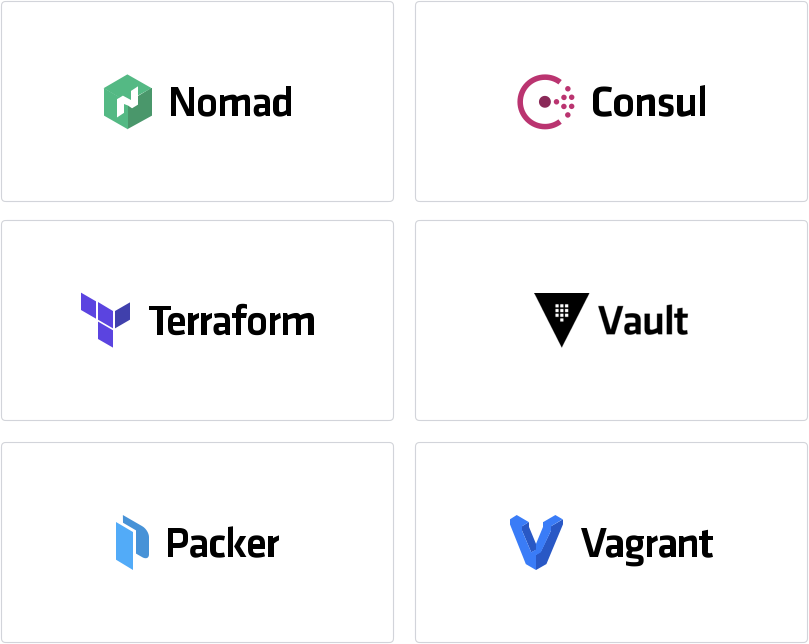 Nomad
Consul
Terraform
Vault
Packer
Vagrant